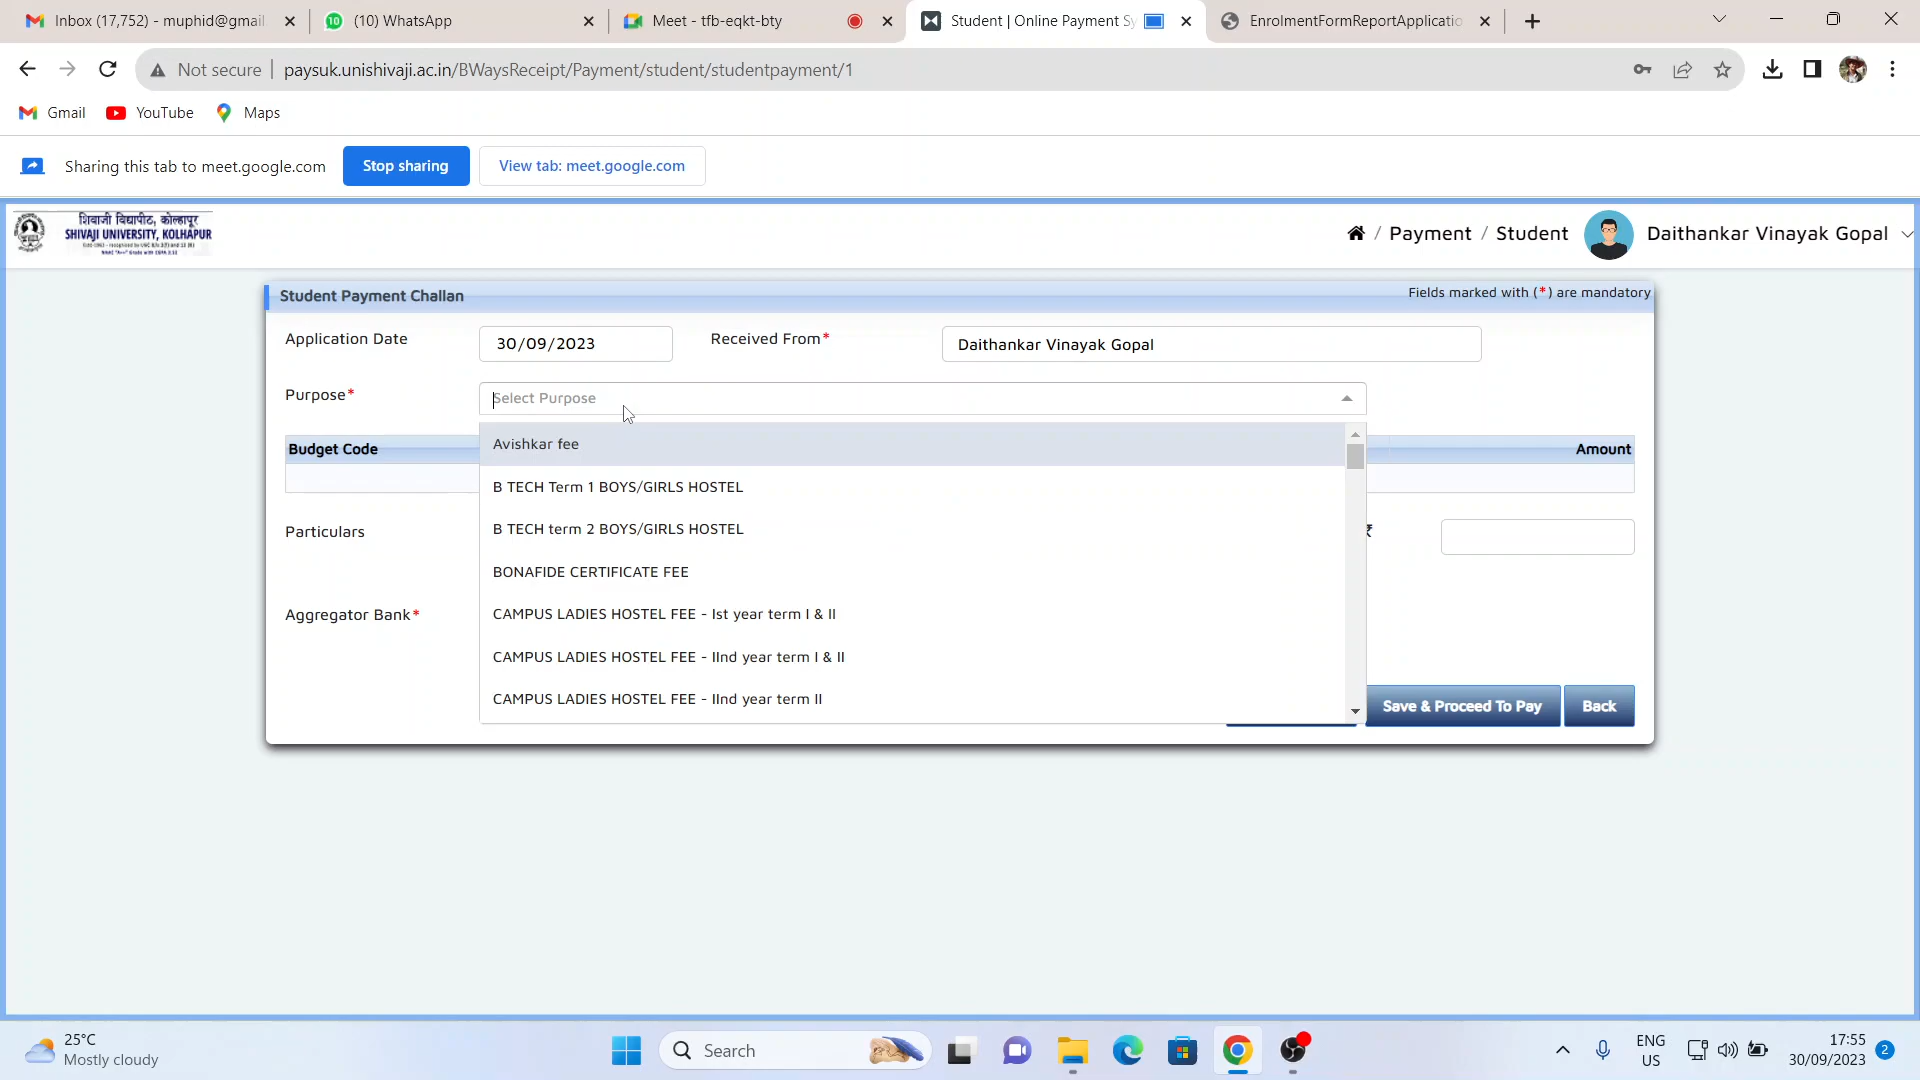 Inbox (17,752) - muphid@gmail
10
(10) WhatsApp
Meet - tfb-eqkt-bty
Student | Online Payment Sy
EnrolmentFormReportApplicatio
Not secure
paysuk.unishivaji.ac.in/BWaysReceipt/Payment/student/studentpayment/1
Gmail
YouTube
Maps
Sharing this tab to meet.google.com
Stop sharing
View tab: meet.google.com
शिवाजी विद्यापीठ, कोल्हापूर
SHIVAJI UNIVERSITY, KOLHAPUR
/ Payment / Student
Daithankar Vinayak Gopal
Student Payment Challan
Fields marked with (*) are mandatory
Application Date
30/09/2023
Received From*
Daithankar Vinayak Gopal
Purpose*
Select Purpose
Budget Code
Amount
Avishkar fee
B TECH Term 1 BOYS/GIRLS HOSTEL
B TECH term 2 BOYS/GIRLS HOSTEL
Particulars
₹
BONAFIDE CERTIFICATE FEE
CAMPUS LADIES HOSTEL FEE - Ist year term I & II
Aggregator Bank*
CAMPUS LADIES HOSTEL FEE - IInd year term I & II
CAMPUS LADIES HOSTEL FEE - IInd year term II
Save & Proceed To Pay
Back
25°C
Mostly cloudy
Search
ENG
US
17:55
30/09/2023
2